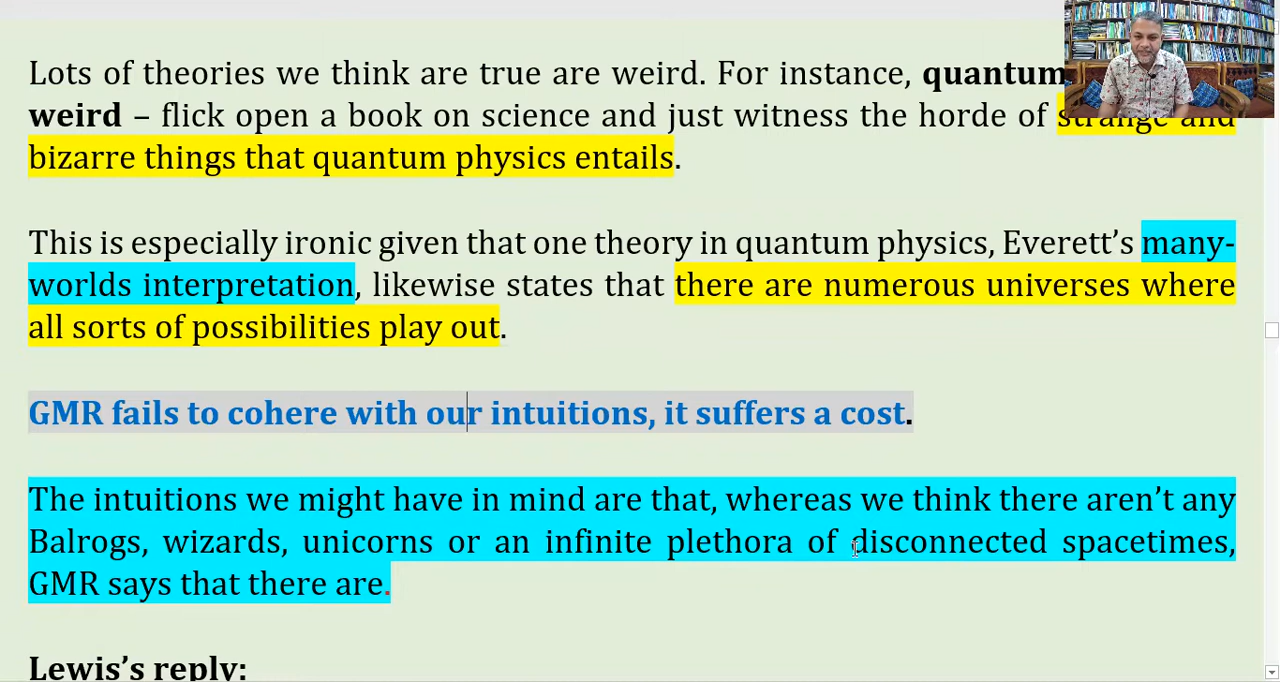 Lots of theories we think are true are weird. For instance, quantum
weird – flick open a book on science and just witness the horde of strange and
bizarre things that quantum physics entails.
This is especially ironic given that one theory in quantum physics, Everett’s many-
worlds interpretation, likewise states that there are numerous universes where
all sorts of possibilities play out.
GMR fails to cohere with our intuitions, it suffers a cost.
The intuitions we might have in mind are that, whereas we think there aren’t any
Balrogs, wizards, unicorns or an infinite plethora of disconnected spacetimes,
GMR says that there are.
Lewis’s reply: